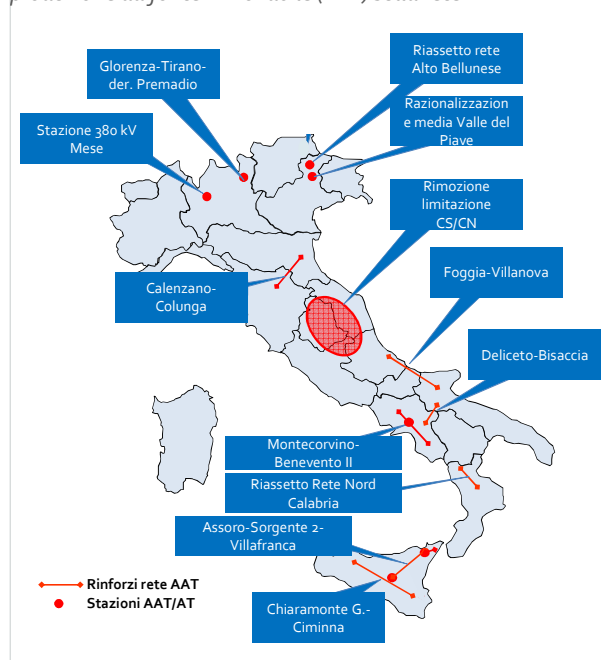 Glorenza-Tirano-
der. Premadio
Riassetto rete
Alto Bellunese
Stazione 380 kV
Mese
Razionalizzazion
e media Valle del
Piave
Rimozione
limitazione
CS/CN
Foggia-Villanova
Calenzano-
Colunga
Deliceto-Bisaccia
Montecorvino-
Benevento II
Riassetto Rete Nord
Calabria
Assoro-Sorgente 2-
Villafranca
Rinforzi rete AAT
Stazioni AAT/AT
Chiaramonte G.-
Ciminna